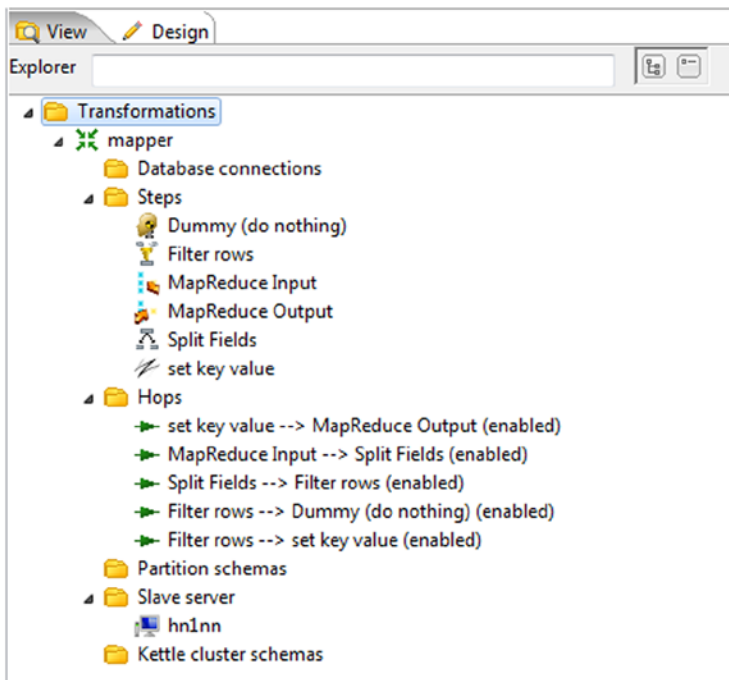 View Design
Explorer
Transformations
mapper
Database connections
Steps
Dummy (do nothing)
Filter rows
MapReduce Input
MapReduce Output
Split Fields
set key value
Hops
set key value --> MapReduce Output (enabled)
MapReduce Input --> Split Fields (enabled)
Split Fields --> Filter rows (enabled)
Filter rows --> Dummy (do nothing) (enabled)
Filter rows --> set key value (enabled)
Partition schemas
Slave server
hn1nn
Kettle cluster schemas